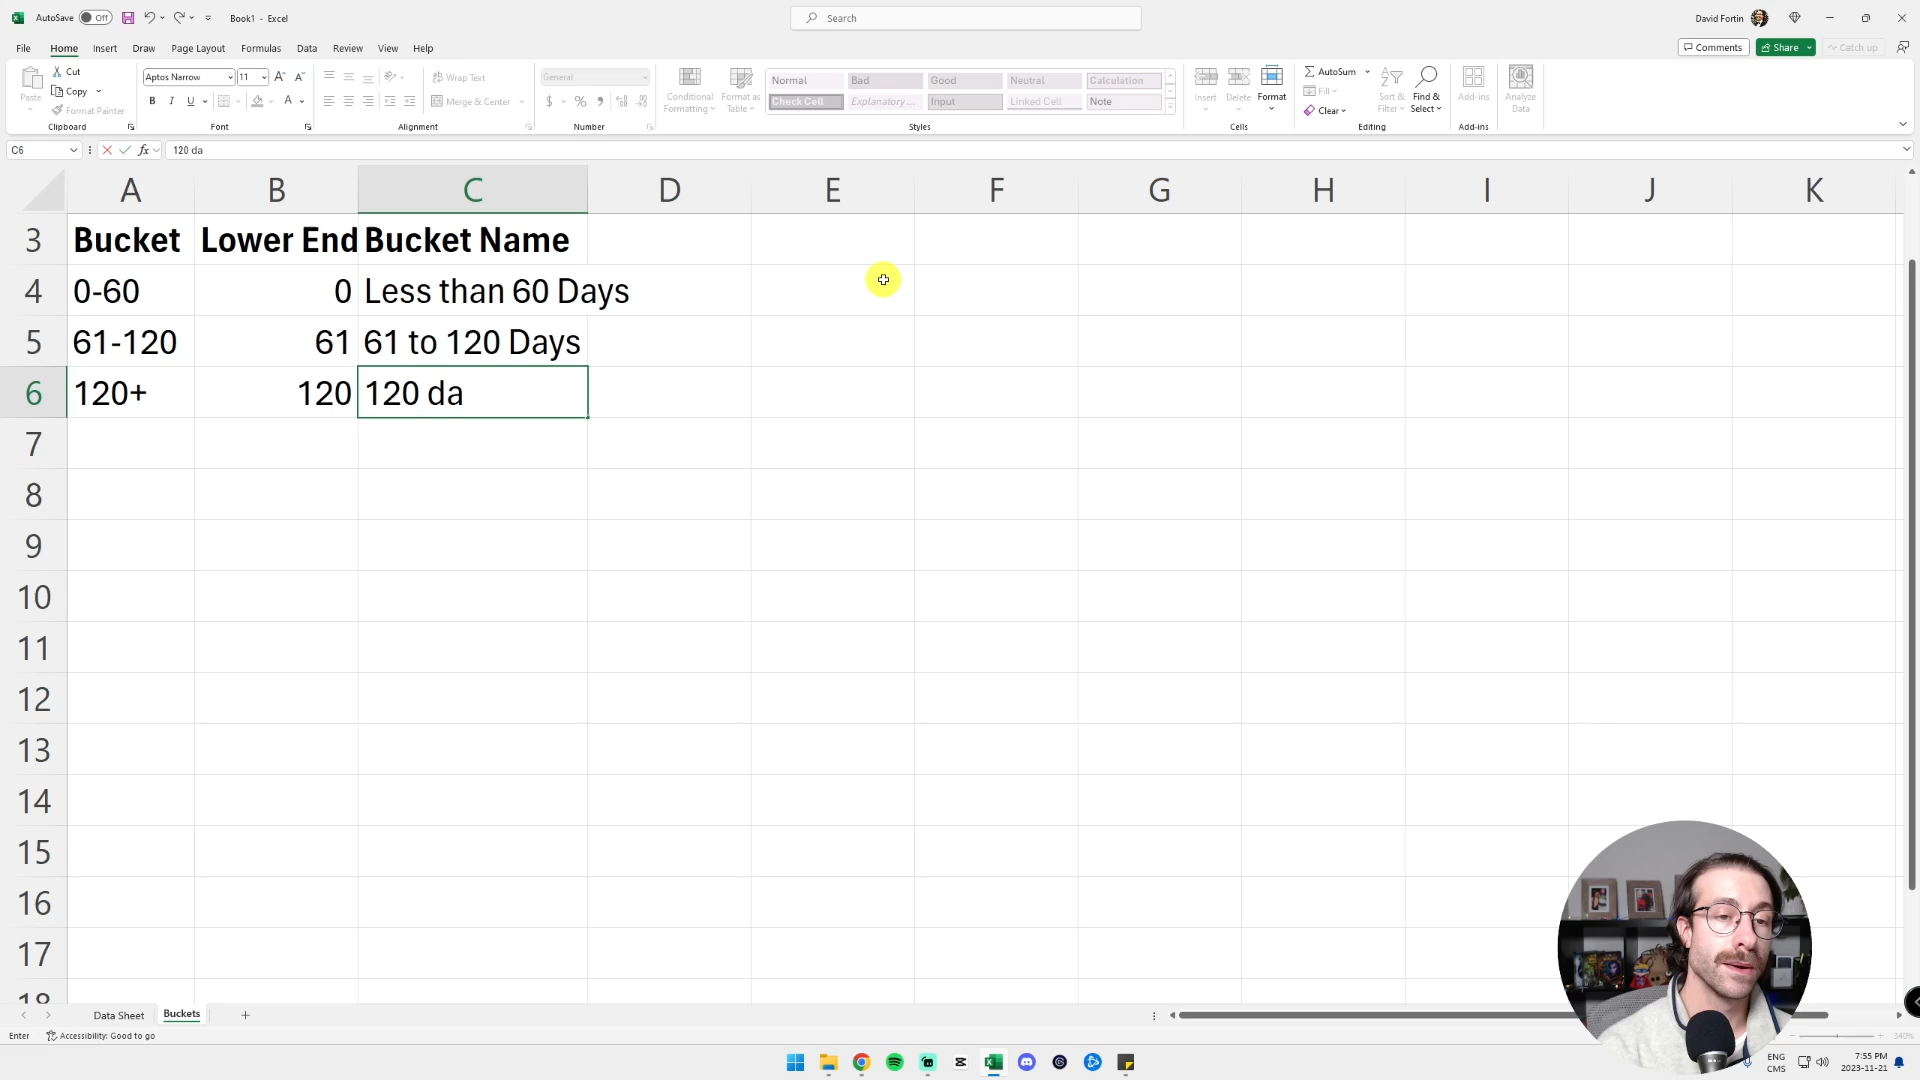 AutoSave Off Book1 - Excel Search David Fortin
File Home Insert Draw Page Layout Formulas Data Review View Help Comments Share Catch up
Paste Cut Copy Format Painter Clipboard
Aptos Narrow 11 B I U Font
Wrap Text Merge & Center Alignment
General $ % Number
Conditional Formatting Format as Table
Normal Bad Good Neutral Calculation
Check Cell Explanatory ... Input Linked Cell Note
Styles
Insert Delete Format Cells
AutoSum Fill Clear Sort & Filter Find & Select Editing
Add-ins Add-ins
Analyze Data
C6 fx 120 da
A B C D E F G H I J K
3 Bucket Lower End Bucket Name
4 0-60 0 Less than 60 Days
5 61-120 61 61 to 120 Days
6 120+ 120 120 da
7
8
9
10
11
12
13
14
15
16
17
18
Data Sheet Buckets
Enter Accessibility: Good to go 340%
ENG CMS 7:55 PM 2023-11-21